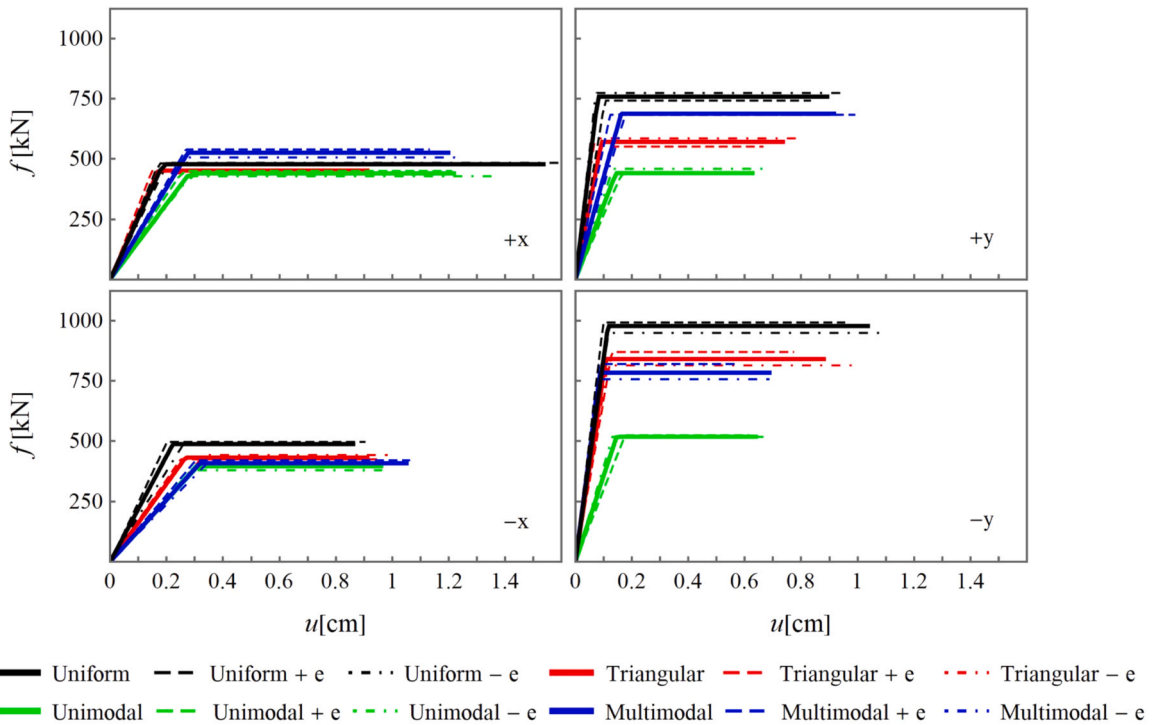 1000
750
500
250
f[kN]
+x
+y
1000
750
500
250
f[kN]
−x
−y
0 0.2 0.4 0.6 0.8 1 1.2 1.4
0 0.2 0.4 0.6 0.8 1 1.2 1.4
u[cm]
u[cm]
Uniform Uniform + e Uniform − e Triangular Triangular + e Triangular − e
Unimodal Unimodal + e Unimodal − e Multimodal Multimodal + e Multimodal − e